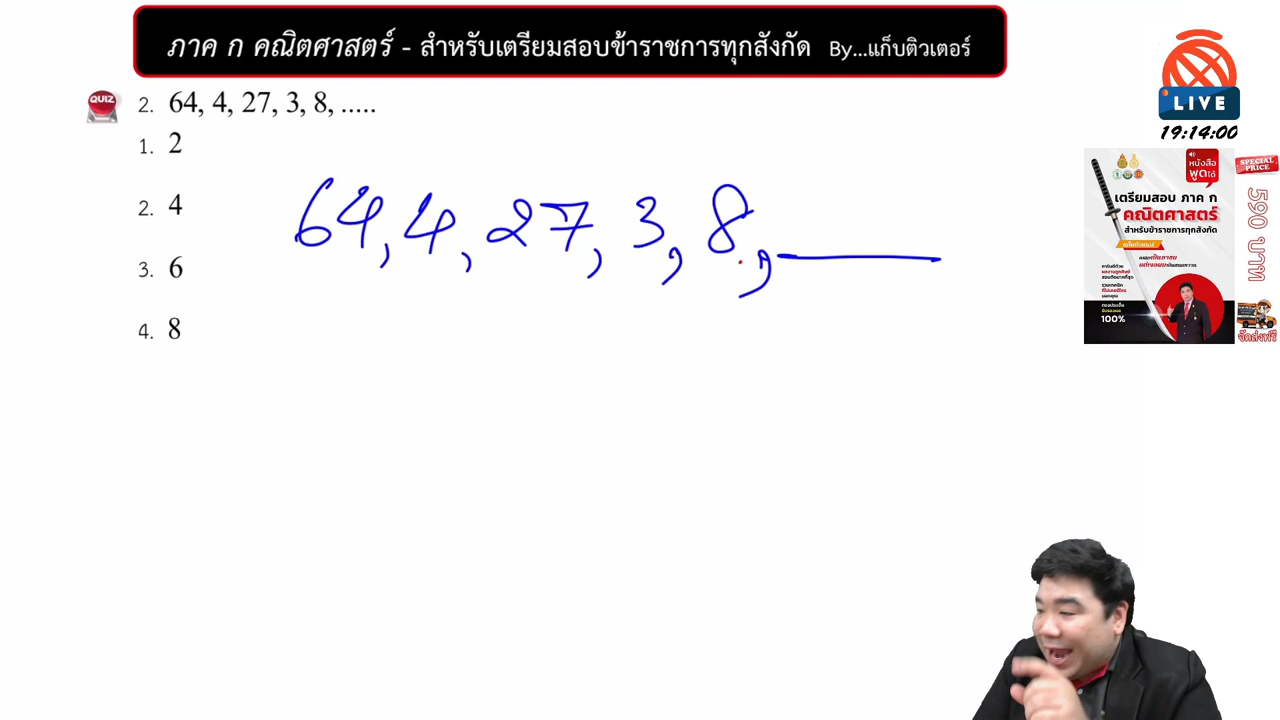 ภาค ก คณิตศาสตร์ - สำหรับเตรียมสอบข้าราชการทุกสังกัด By...แก็บติวเตอร์
QUIZ
2. 64, 4, 27, 3, 8, .....
1. 2
2. 4
3. 6
4. 8
64, 4, 27, 3, 8, ______
LIVE
19:14:00
หนังสือ
พูดได้
SPECIAL
PRICE
590 บาท
เตรียมสอบ ภาค ก
คณิตศาสตร์
สำหรับข้าราชการทุกสังกัด
100%
จัดส่งฟรี